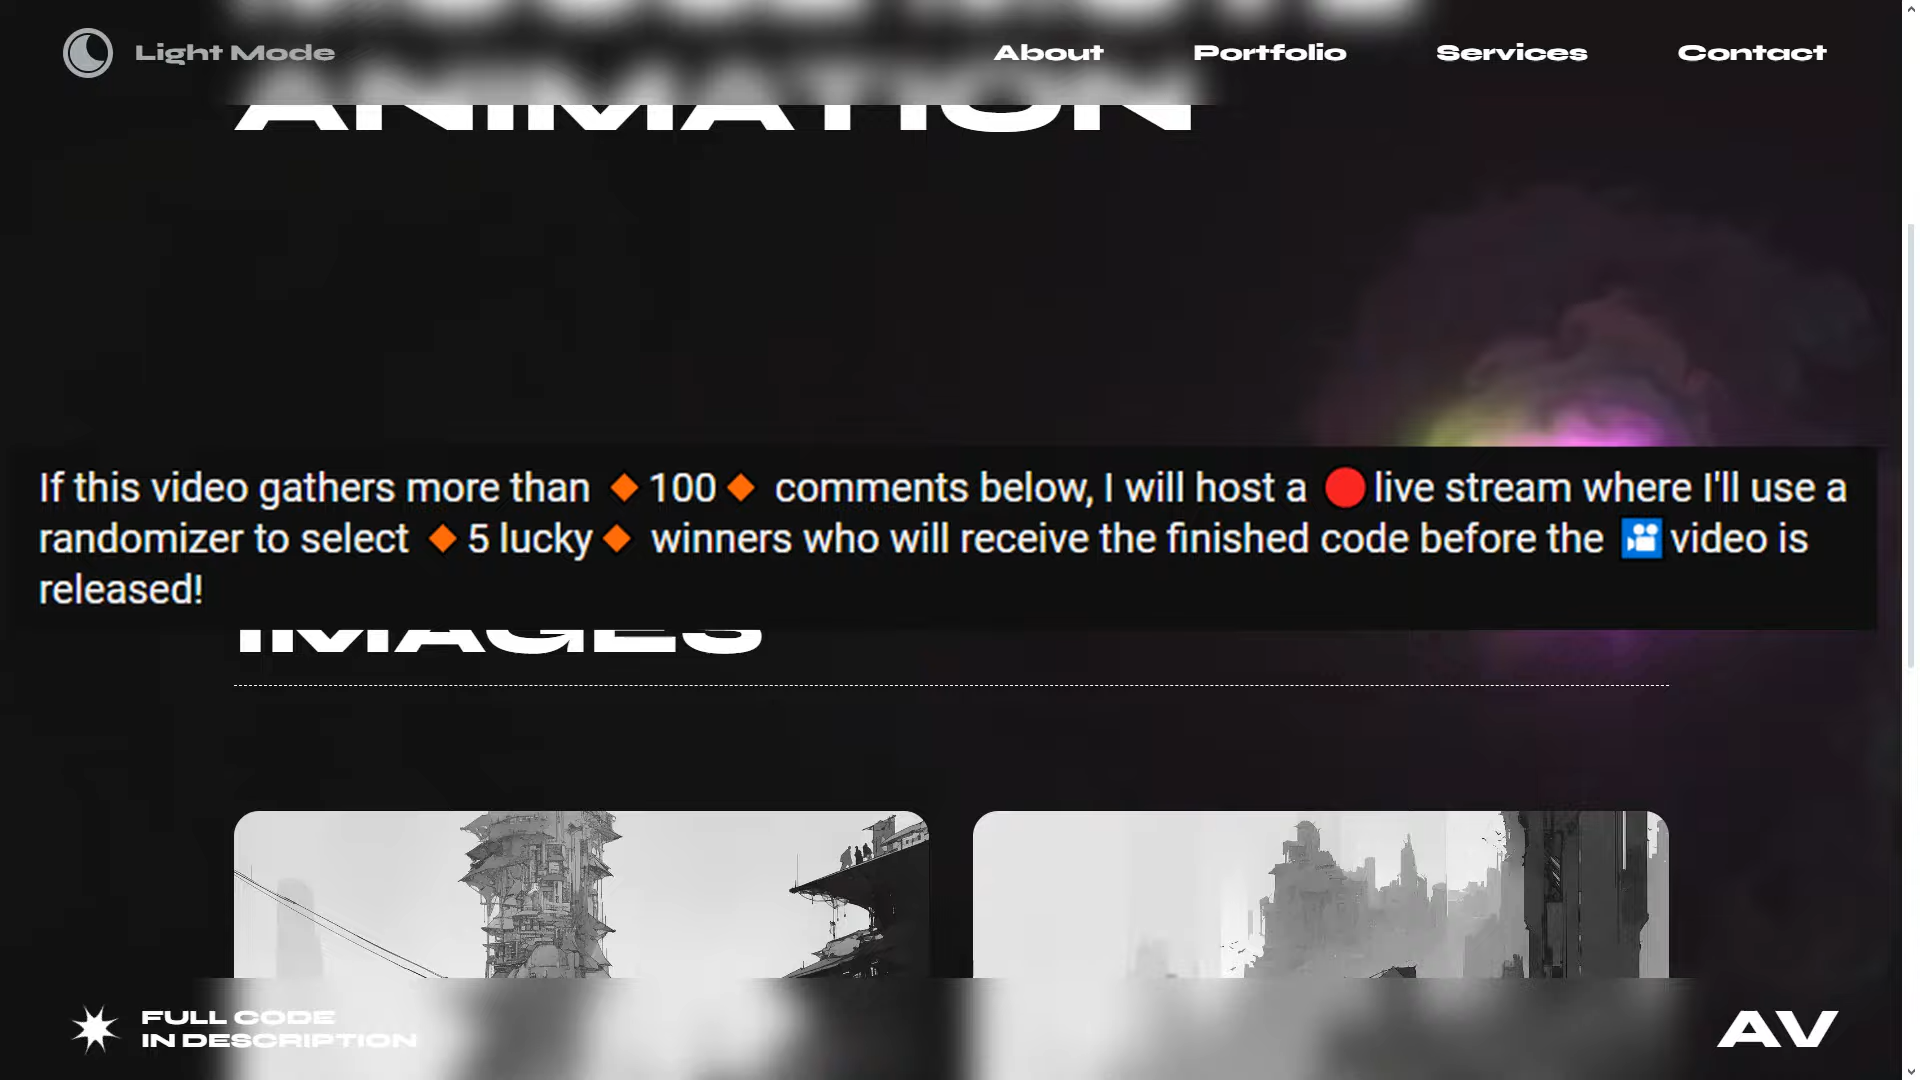 Light Mode
About Portfolio Services Contact
ANIMATION
If this video gathers more than 🔸100🔸 comments below, I will host a 🔴live stream where I'll use a
randomizer to select 🔸5 lucky🔸 winners who will receive the finished code before the 🎦video is
released!
IMAGES
FULL CODE
IN DESCRIPTION
AV